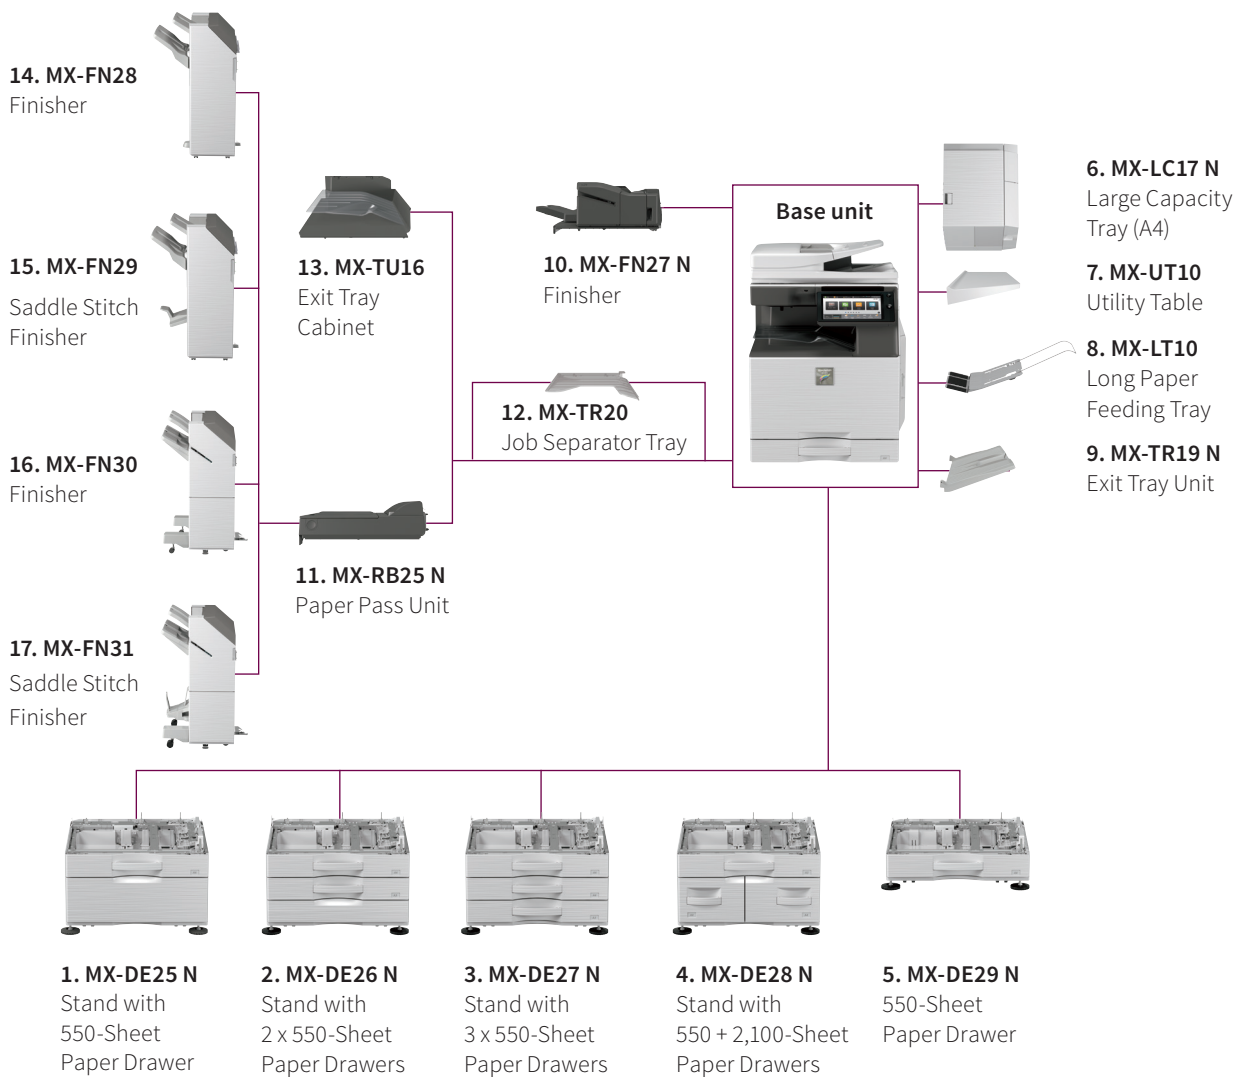 14. MX-FN28
Finisher
15. MX-FN29
Saddle Stitch
Finisher
16. MX-FN30
Finisher
17. MX-FN31
Saddle Stitch
Finisher
13. MX-TU16
Exit Tray
Cabinet
10. MX-FN27 N
Finisher
12. MX-TR20
Job Separator Tray
11. MX-RB25 N
Paper Pass Unit
Base unit
6. MX-LC17 N
Large Capacity
Tray (A4)
7. MX-UT10
Utility Table
8. MX-LT10
Long Paper
Feeding Tray
9. MX-TR19 N
Exit Tray Unit
1. MX-DE25 N
Stand with
550-Sheet
Paper Drawer
2. MX-DE26 N
Stand with
2 x 550-Sheet
Paper Drawers
3. MX-DE27 N
Stand with
3 x 550-Sheet
Paper Drawers
4. MX-DE28 N
Stand with
550 + 2,100-Sheet
Paper Drawers
5. MX-DE29 N
550-Sheet
Paper Drawer